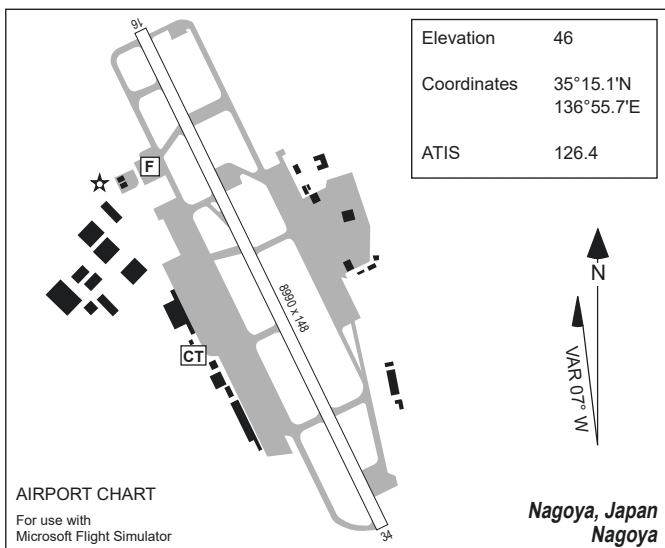 16
Elevation 46
Coordinates 35°15.1'N
136°55.7'E
ATIS 126.4
F
8990 x 148
N
VAR 07° W
CT
AIRPORT CHART
For use with
Microsoft Flight Simulator
34
Nagoya, Japan
Nagoya